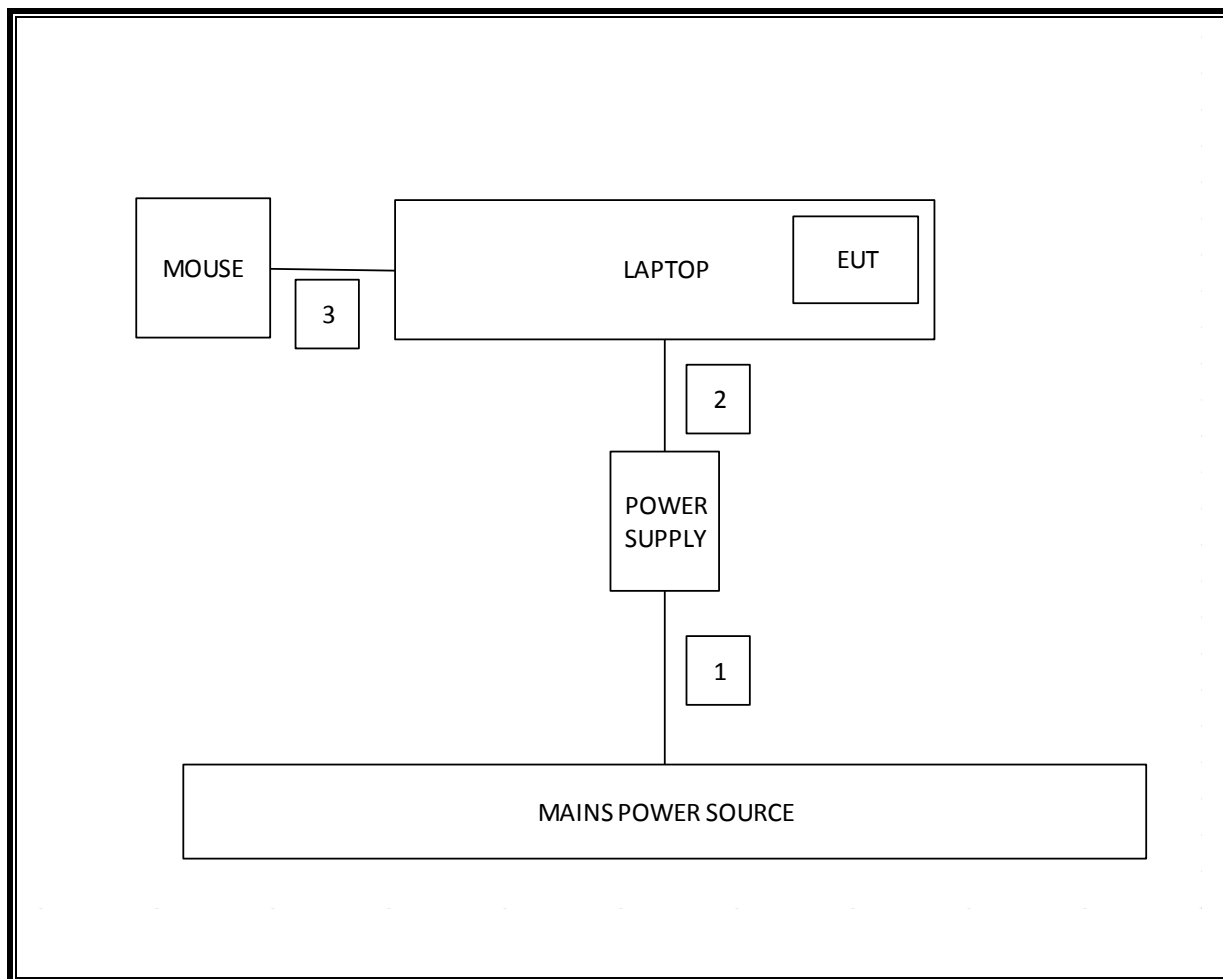 MOUSE
LAPTOP
EUT
3
2
POWER
SUPPLY
1
MAINS POWER SOURCE